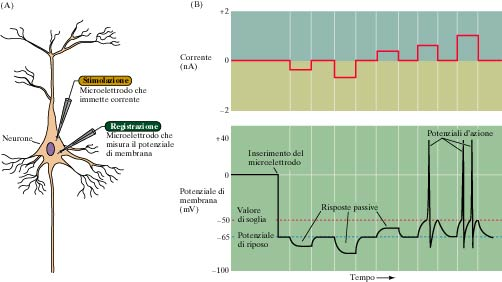 (A)
Stimolazione
Microelettrodo che
immette corrente
Registrazione
Microelettrodo che
misura il potenziale
di membrana
Neurone
(B)
+2
Corrente
(nA)
0
−2
+40
Potenziali d'azione
Inserimento del
microelettrodo
0
Potenziale di
membrana
(mV)
Risposte passive
Valore
di soglia
−50
Potenziale
di riposo
−65
−100
Tempo